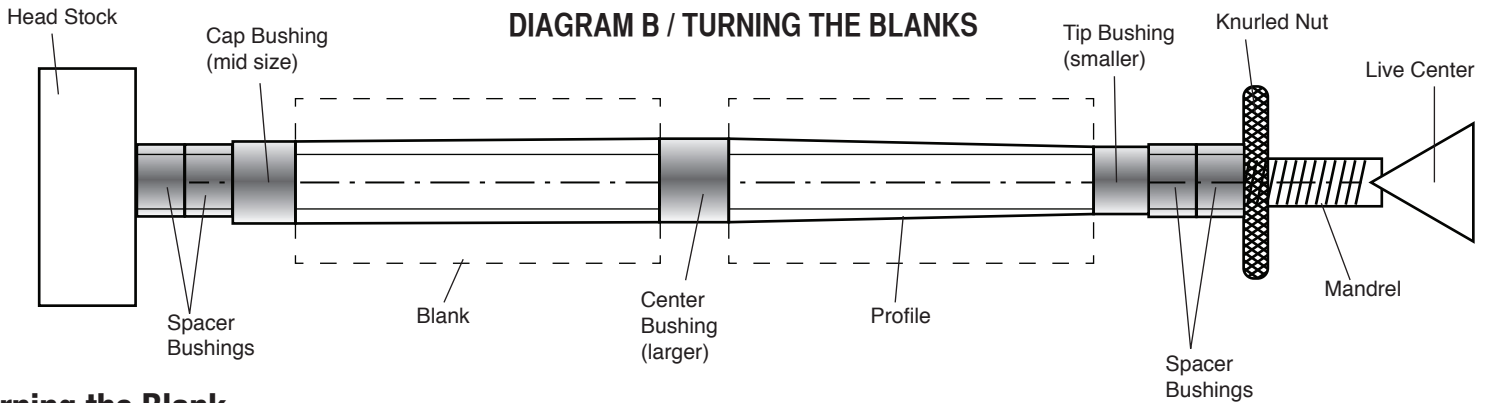 Head Stock
Cap Bushing
(mid size)
DIAGRAM B / TURNING THE BLANKS
Tip Bushing
(smaller)
Knurled Nut
Live Center
Spacer
Bushings
Blank
Center
Bushing
(larger)
Profile
Spacer
Bushings
Mandrel